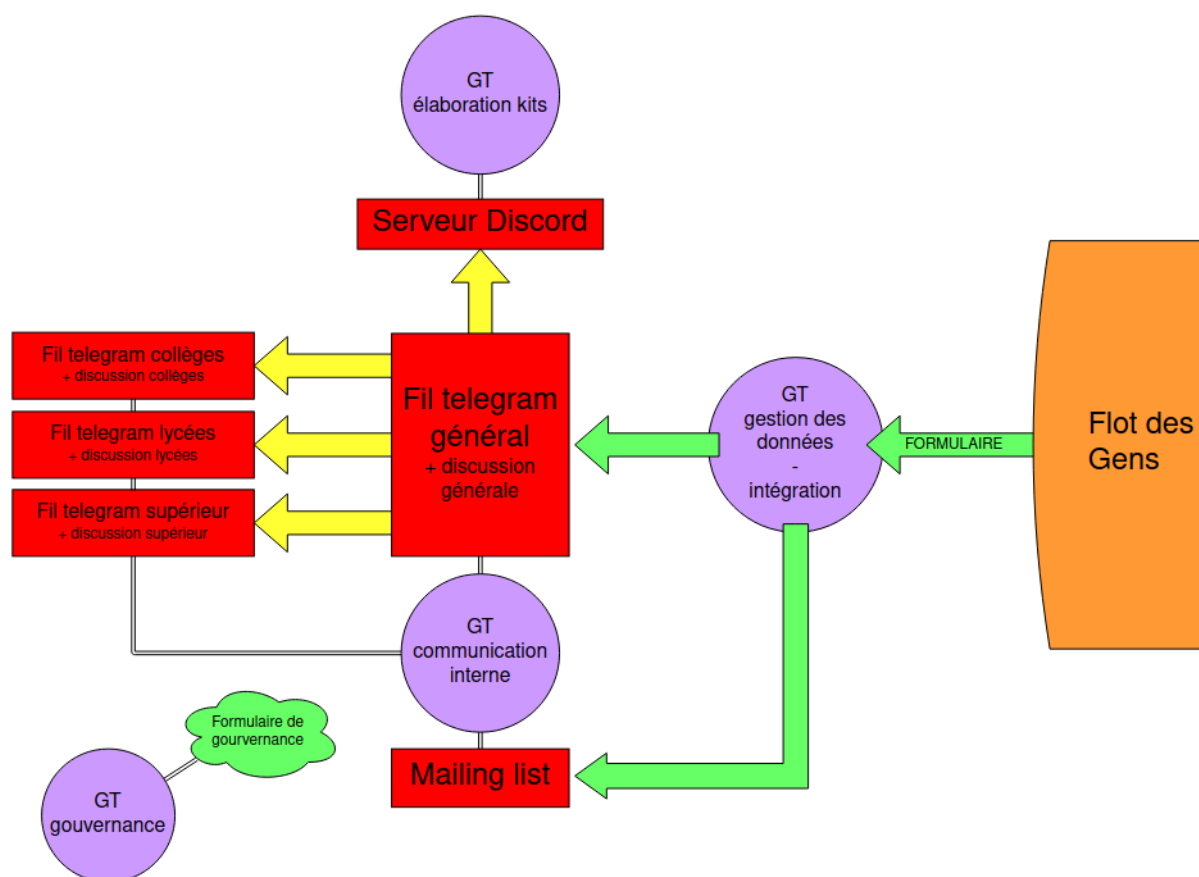 GT
élaboration kits
Serveur Discord
Fil telegram collèges
+ discussion collèges
Fil telegram lycées
+ discussion lycées
Fil telegram supérieur
+ discussion supérieur
Fil telegram
général
+ discussion
générale
GT
gestion des
données
-
intégration
FORMULAIRE
Flot des
Gens
GT
communication
interne
Mailing list
Formulaire de
gourvernance
GT
gouvernance